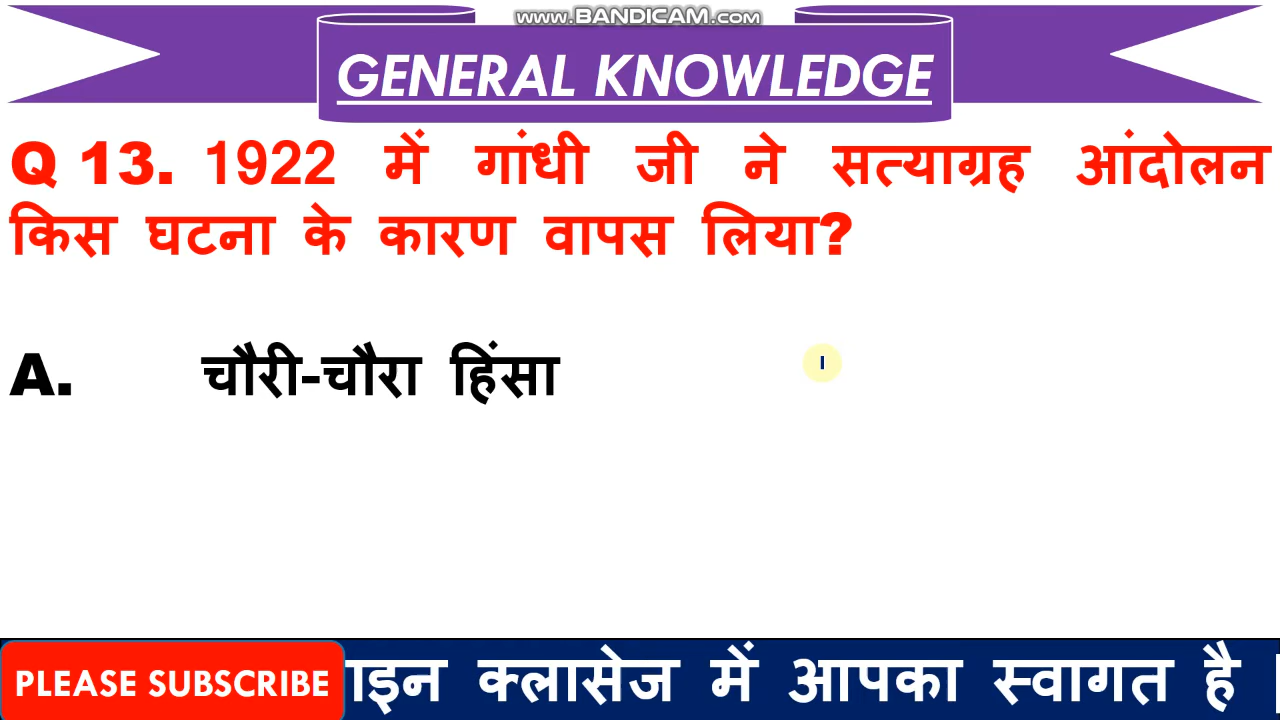 www.BANDICAM.com
GENERAL KNOWLEDGE
Q 13. 1922 में गांधी जी ने सत्याग्रह आंदोलन
किस घटना के कारण वापस लिया?
A. चौरी-चौरा हिंसा
PLEASE SUBSCRIBE ाइन क्लासेज में आपका स्वागत है